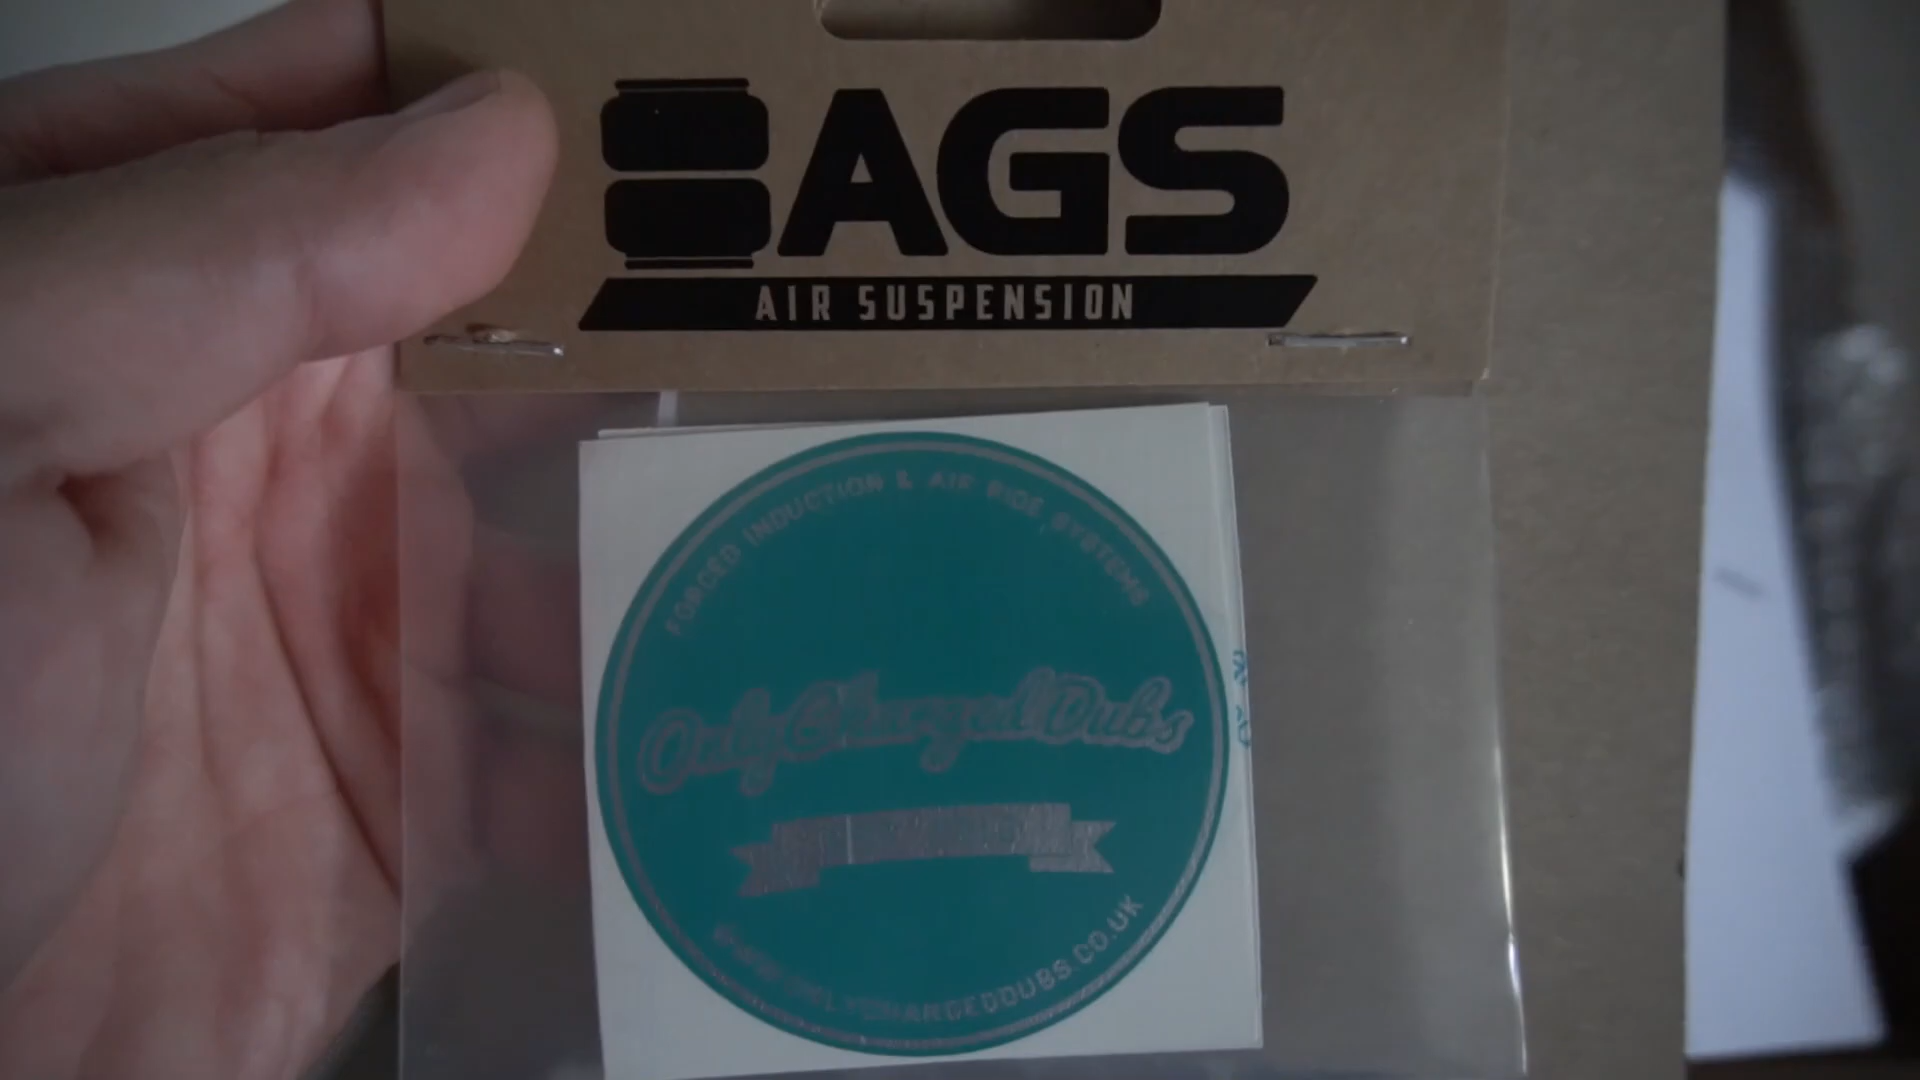 BAGS
AIR SUSPENSION
FORCED INDUCTION & AIR RIDE SYSTEMS
OnlyChargedDubs
ONLYCHARGEDDUBS.CO.UK